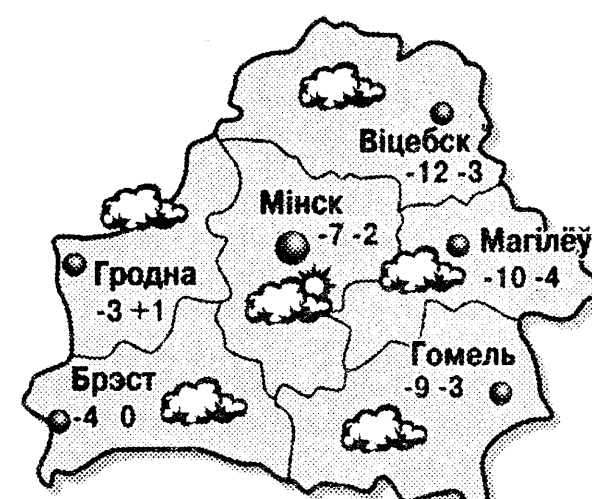 Віцебск
-12 -3
Мінск
-7 -2
Магілёў
-10 -4
Гродна
-3 +1
Гомель
-9 -3
Брэст
-4 0